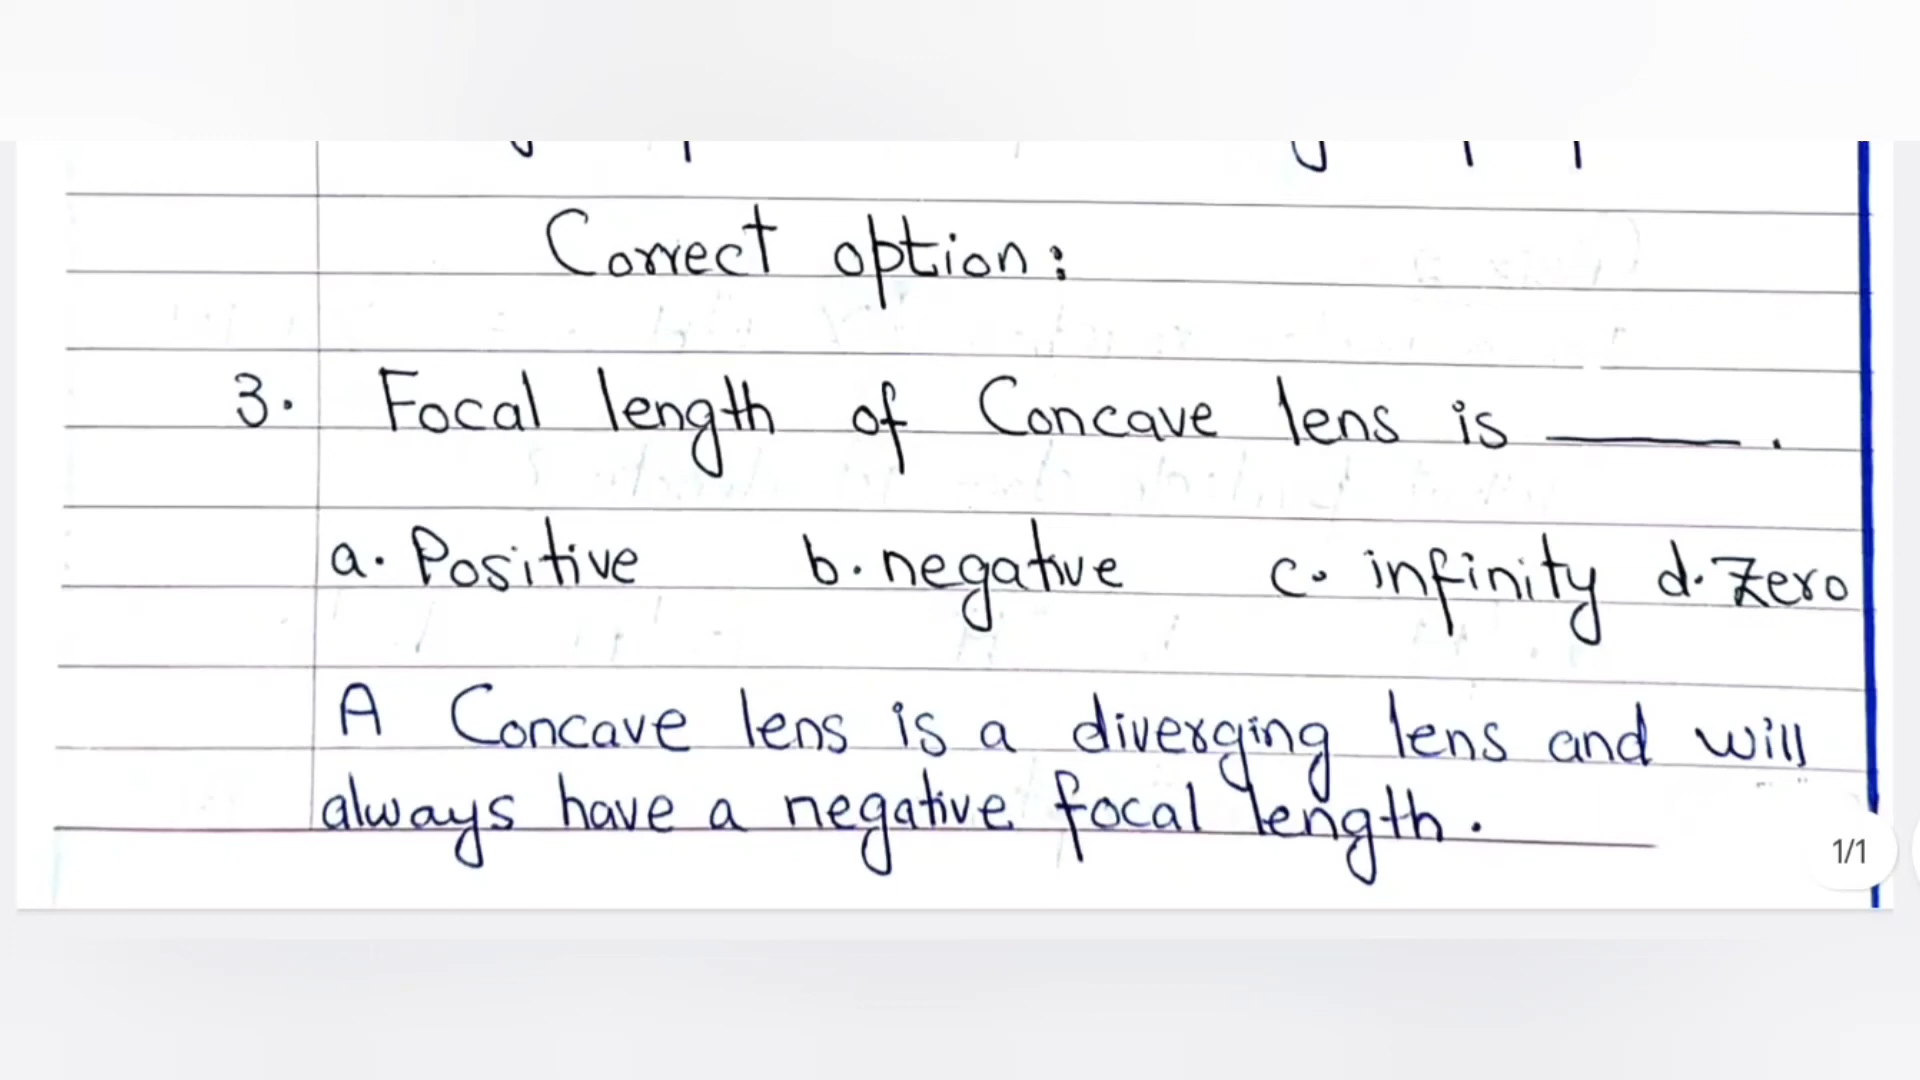 Correct option:
3. Focal length of Concave lens is ______.
a. Positive b. negative c. infinity d. Zero
A Concave lens is a diverging lens and will
always have a negative focal length.
1/1